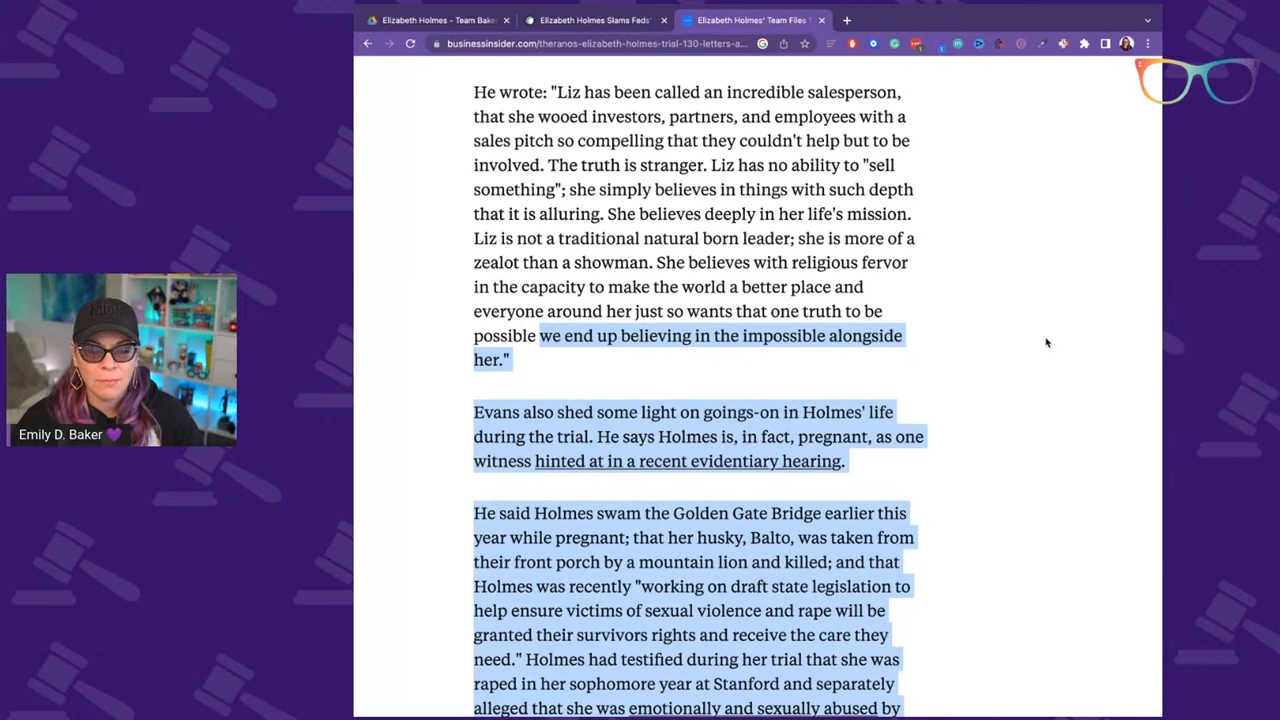 Elizabeth Holmes - Team Bake
Elizabeth Holmes Slams Feds'
Elizabeth Holmes' Team Files
businessinsider.com/theranos-elizabeth-holmes-trial-130-letters-a...
He wrote: "Liz has been called an incredible salesperson,
that she wooed investors, partners, and employees with a
sales pitch so compelling that they couldn't help but to be
involved. The truth is stranger. Liz has no ability to "sell
something"; she simply believes in things with such depth
that it is alluring. She believes deeply in her life's mission.
Liz is not a traditional natural born leader; she is more of a
zealot than a showman. She believes with religious fervor
in the capacity to make the world a better place and
everyone around her just so wants that one truth to be
possible we end up believing in the impossible alongside
her."
Evans also shed some light on goings-on in Holmes' life
during the trial. He says Holmes is, in fact, pregnant, as one
witness hinted at in a recent evidentiary hearing.
He said Holmes swam the Golden Gate Bridge earlier this
year while pregnant; that her husky, Balto, was taken from
their front porch by a mountain lion and killed; and that
Holmes was recently "working on draft state legislation to
help ensure victims of sexual violence and rape will be
granted their survivors rights and receive the care they
need." Holmes had testified during her trial that she was
raped in her sophomore year at Stanford and separately
alleged that she was emotionally and sexually abused by
Emily D. Baker 💜